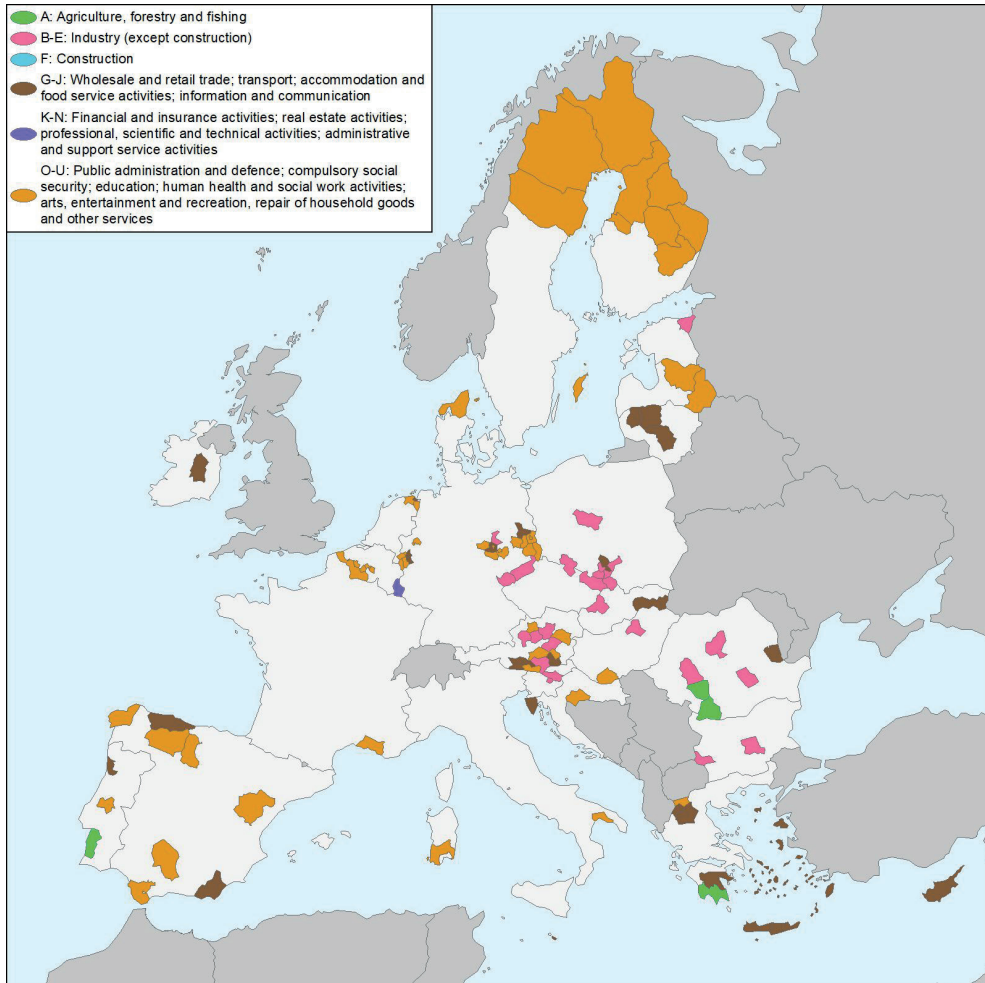 A: Agriculture, forestry and fishing
B-E: Industry (except construction)
F: Construction
G-J: Wholesale and retail trade; transport; accommodation and
food service activities; information and communication
K-N: Financial and insurance activities; real estate activities;
professional, scientific and technical activities; administrative
and support service activities
O-U: Public administration and defence; compulsory social
security; education; human health and social work activities;
arts, entertainment and recreation, repair of household goods
and other services